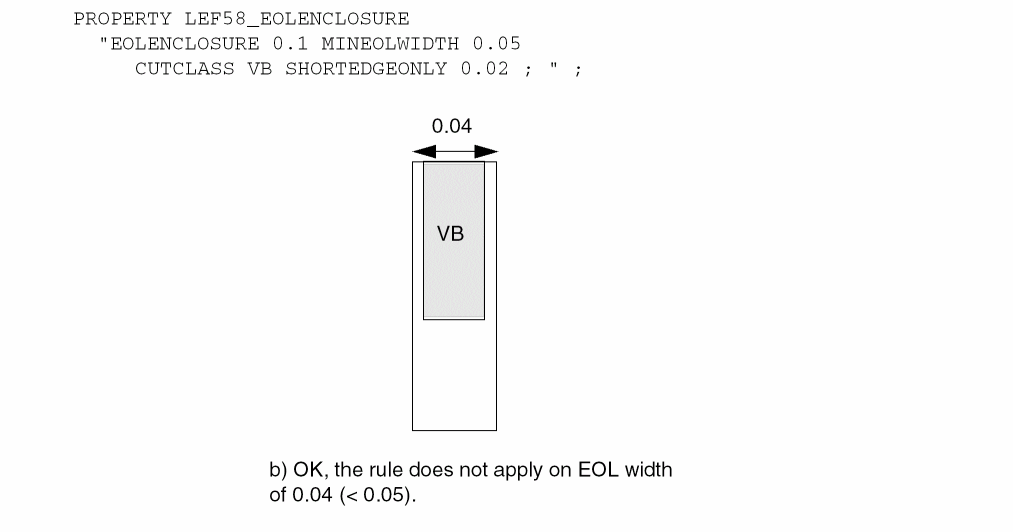 PROPERTY LEF58_EOLENCLOSURE
"EOLENCLOSURE 0.1 MINEOLWIDTH 0.05
CUTCLASS VB SHORTEDGEONLY 0.02 ; " ;
0.04
VB
b) OK, the rule does not apply on EOL width
of 0.04 (< 0.05).